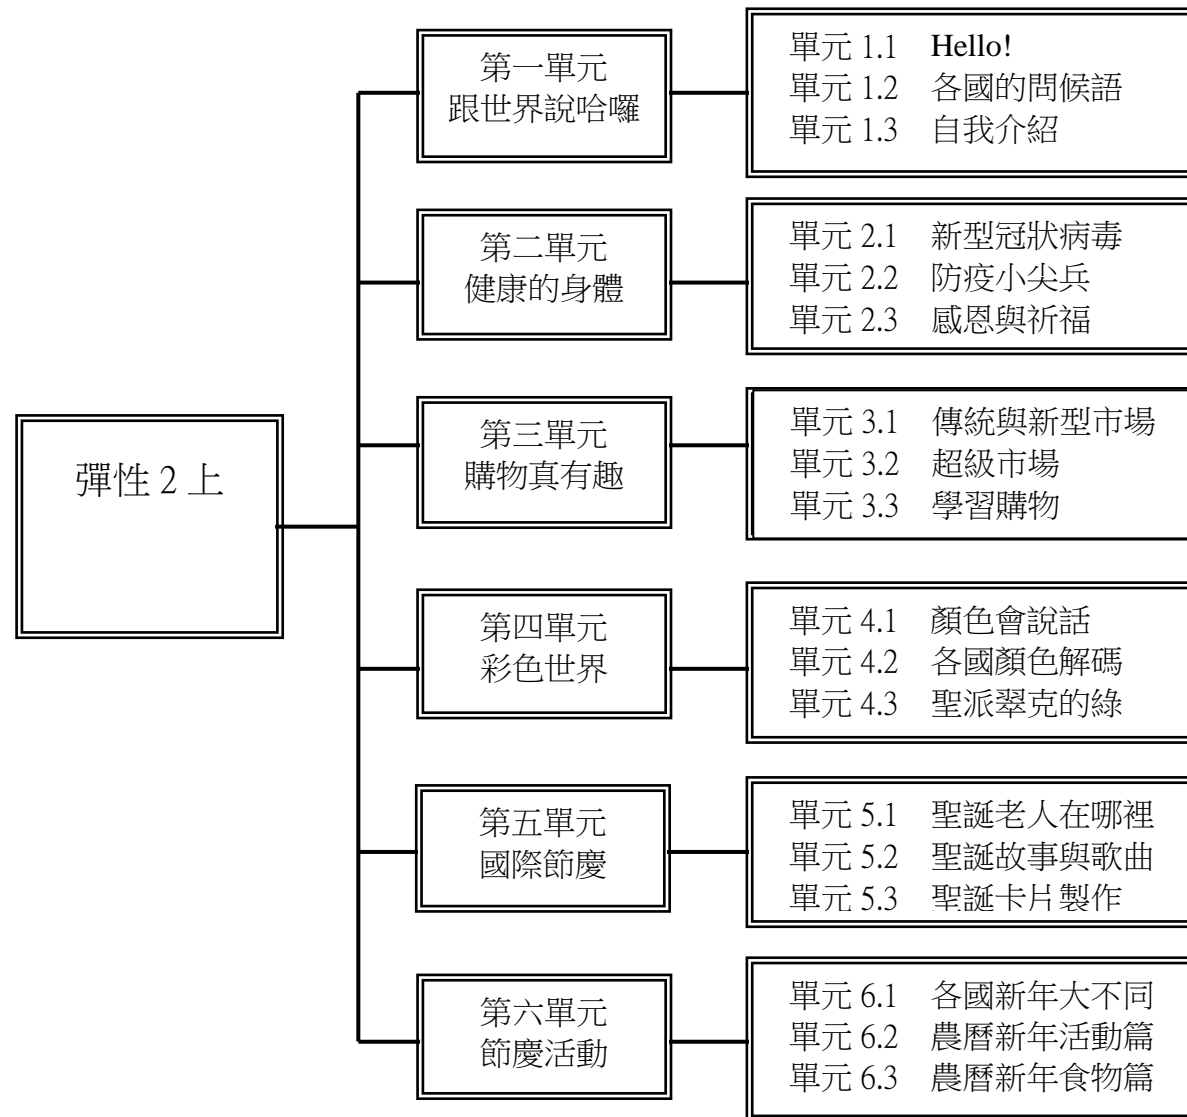 彈性 2 上
第一單元
跟世界說哈囉
單元 1.1 Hello!
單元 1.2 各國的問候語
單元 1.3 自我介紹
第二單元
健康的身體
單元 2.1 新型冠狀病毒
單元 2.2 防疫小尖兵
單元 2.3 感恩與祈福
第三單元
購物真有趣
單元 3.1 傳統與新型市場
單元 3.2 超級市場
單元 3.3 學習購物
第四單元
彩色世界
單元 4.1 顏色會說話
單元 4.2 各國顏色解碼
單元 4.3 聖派翠克的綠
第五單元
國際節慶
單元 5.1 聖誕老人在哪裡
單元 5.2 聖誕故事與歌曲
單元 5.3 聖誕卡片製作
第六單元
節慶活動
單元 6.1 各國新年大不同
單元 6.2 農曆新年活動篇
單元 6.3 農曆新年食物篇